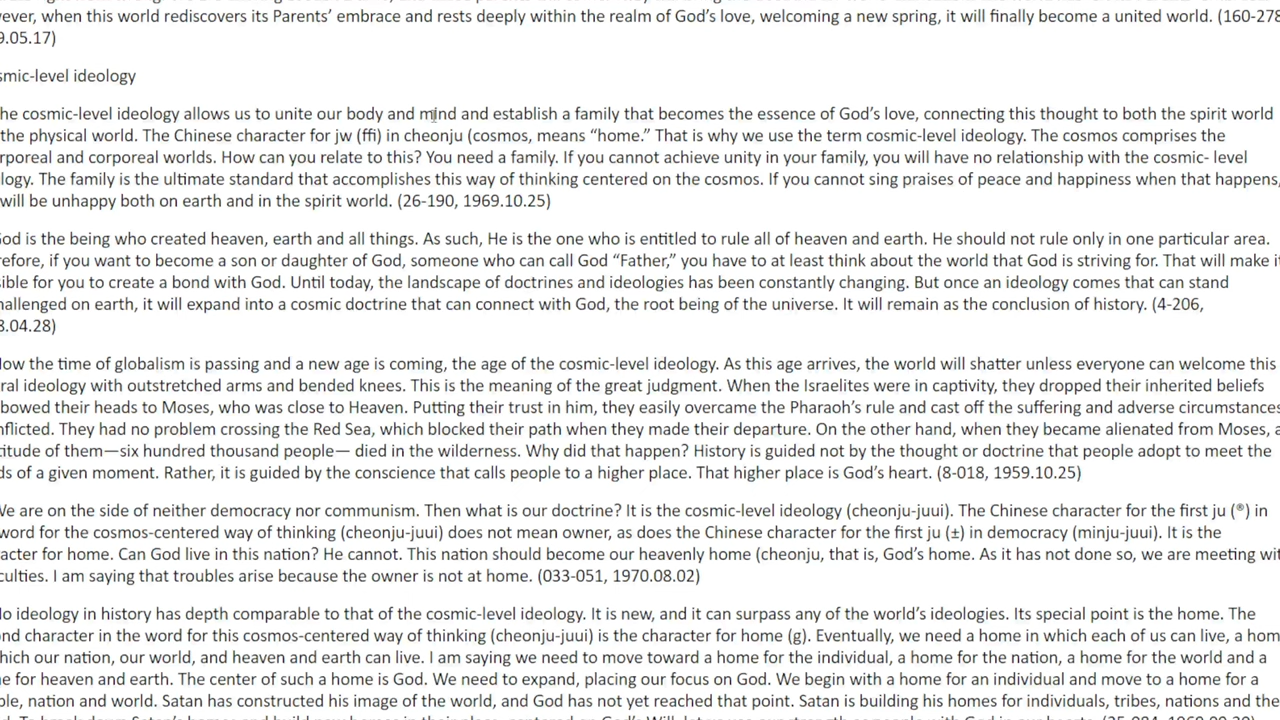 ever, when this world rediscovers its Parents’ embrace and rests deeply within the realm of God’s love, welcoming a new spring, it will finally become a united world. (160-278
9.05.17)
smic-level ideology
he cosmic-level ideology allows us to unite our body and mind and establish a family that becomes the essence of God’s love, connecting this thought to both the spirit world
the physical world. The Chinese character for jw (ffi) in cheonju (cosmos, means “home.” That is why we use the term cosmic-level ideology. The cosmos comprises the
rporeal and corporeal worlds. How can you relate to this? You need a family. If you cannot achieve unity in your family, you will have no relationship with the cosmic- level
logy. The family is the ultimate standard that accomplishes this way of thinking centered on the cosmos. If you cannot sing praises of peace and happiness when that happens,
will be unhappy both on earth and in the spirit world. (26-190, 1969.10.25)
God is the being who created heaven, earth and all things. As such, He is the one who is entitled to rule all of heaven and earth. He should not rule only in one particular area.
refore, if you want to become a son or daughter of God, someone who can call God “Father,” you have to at least think about the world that God is striving for. That will make it
sible for you to create a bond with God. Until today, the landscape of doctrines and ideologies has been constantly changing. But once an ideology comes that can stand
hallenged on earth, it will expand into a cosmic doctrine that can connect with God, the root being of the universe. It will remain as the conclusion of history. (4-206,
8.04.28)
Now the time of globalism is passing and a new age is coming, the age of the cosmic-level ideology. As this age arrives, the world will shatter unless everyone can welcome this
ral ideology with outstretched arms and bended knees. This is the meaning of the great judgment. When the Israelites were in captivity, they dropped their inherited beliefs
bowed their heads to Moses, who was close to Heaven. Putting their trust in him, they easily overcame the Pharaoh’s rule and cast off the suffering and adverse circumstances
nflicted. They had no problem crossing the Red Sea, which blocked their path when they made their departure. On the other hand, when they became alienated from Moses, a
titude of them—six hundred thousand people— died in the wilderness. Why did that happen? History is guided not by the thought or doctrine that people adopt to meet the
ds of a given moment. Rather, it is guided by the conscience that calls people to a higher place. That higher place is God’s heart. (8-018, 1959.10.25)
We are on the side of neither democracy nor communism. Then what is our doctrine? It is the cosmic-level ideology (cheonju-juui). The Chinese character for the first ju (®) in
word for the cosmos-centered way of thinking (cheonju-juui) does not mean owner, as does the Chinese character for the first ju (±) in democracy (minju-juui). It is the
acter for home. Can God live in this nation? He cannot. This nation should become our heavenly home (cheonju, that is, God’s home. As it has not done so, we are meeting wit
culties. I am saying that troubles arise because the owner is not at home. (033-051, 1970.08.02)
No ideology in history has depth comparable to that of the cosmic-level ideology. It is new, and it can surpass any of the world’s ideologies. Its special point is the home. The
ond character in the word for this cosmos-centered way of thinking (cheonju-juui) is the character for home (g). Eventually, we need a home in which each of us can live, a hom
hich our nation, our world, and heaven and earth can live. I am saying we need to move toward a home for the individual, a home for the nation, a home for the world and a
e for heaven and earth. The center of such a home is God. We need to expand, placing our focus on God. We begin with a home for an individual and move to a home for a
ple, nation and world. Satan has constructed his image of the world, and God has not yet reached that point. Satan is building his homes for individuals, tribes, nations and the